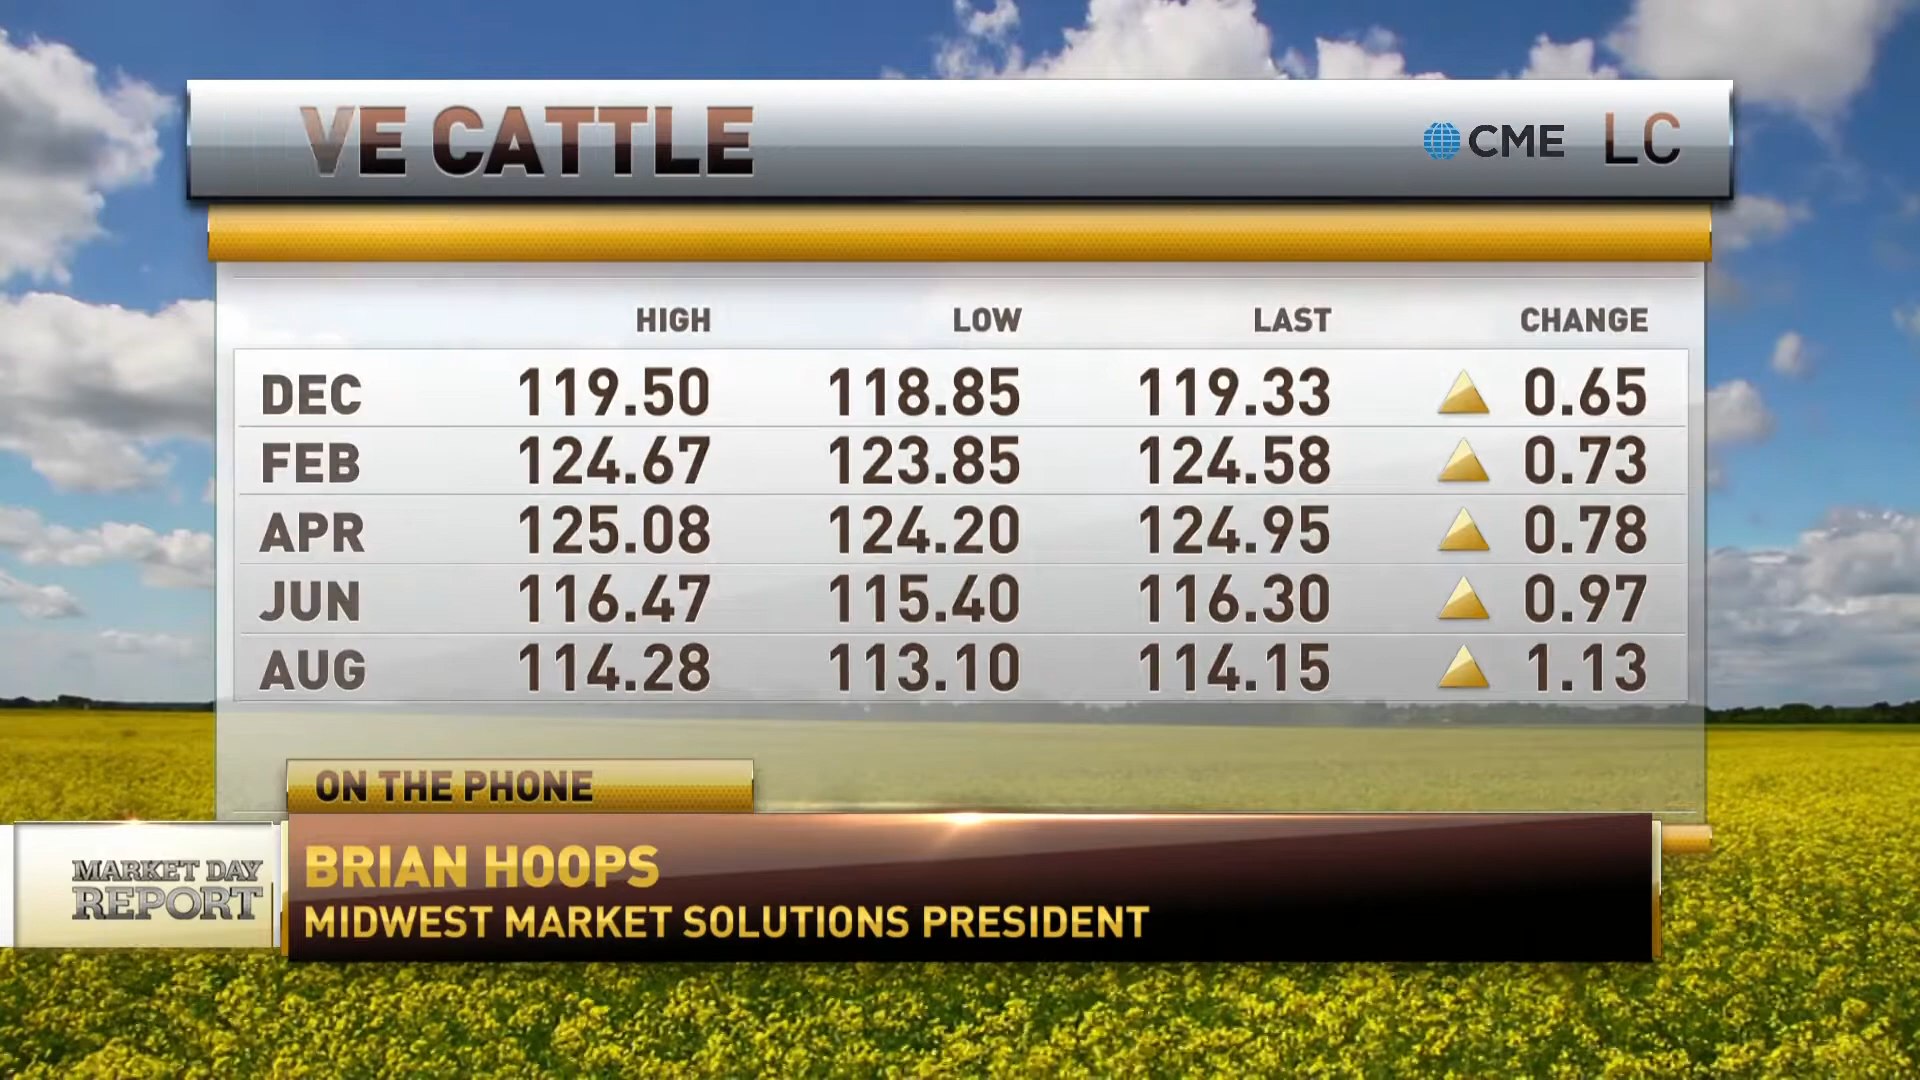 VE CATTLE CME LC
HIGH LOW LAST CHANGE
DEC 119.50 118.85 119.33 0.65
FEB 124.67 123.85 124.58 0.73
APR 125.08 124.20 124.95 0.78
JUN 116.47 115.40 116.30 0.97
AUG 114.28 113.10 114.15 1.13
ON THE PHONE
MARKET DAY
REPORT
BRIAN HOOPS
MIDWEST MARKET SOLUTIONS PRESIDENT